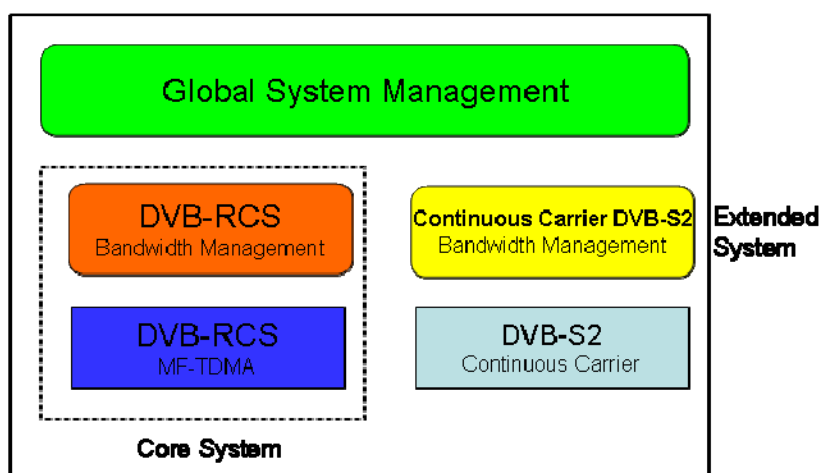 Global System Management
DVB-RCS
Bandwidth Management
Continuous Carrier DVB-S2
Bandwidth Management
Extended
System
DVB-RCS
MF-TDMA
DVB-S2
Continuous Carrier
Core System